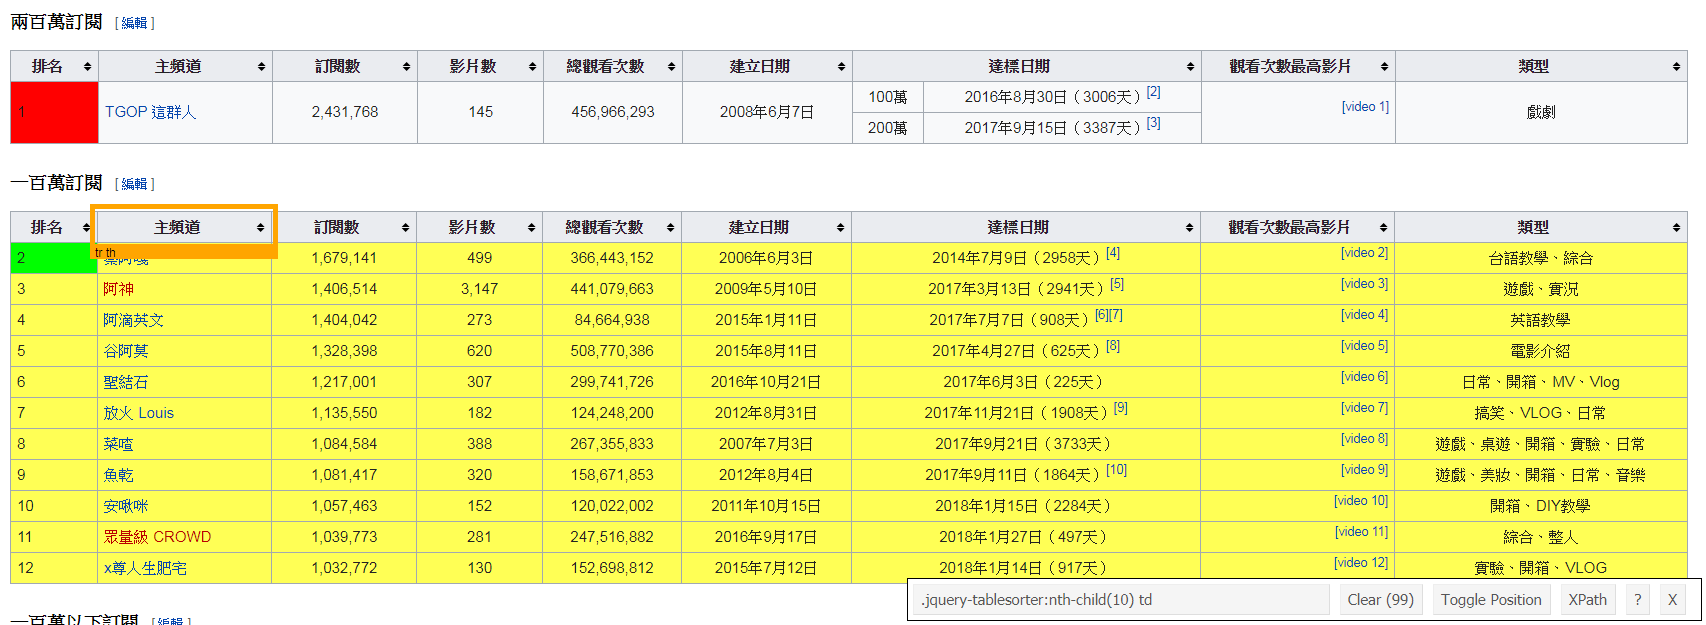 兩百萬訂閱 [編輯]
排名 主頻道 訂閱數 影片數 總觀看次數 建立日期 達標日期 觀看次數最高影片 類型
1 TGOP 這群人 2,431,768 145 456,966,293 2008年6月7日 100萬 2016年8月30日（3006天）[2] [video 1] 戲劇
200萬 2017年9月15日（3387天）[3]
一百萬訂閱 [編輯]
排名 主頻道 訂閱數 影片數 總觀看次數 建立日期 達標日期 觀看次數最高影片 類型
tr th
2 蔡阿嘎 1,679,141 499 366,443,152 2006年6月3日 2014年7月9日（2958天）[4] [video 2] 台語教學、綜合
3 阿神 1,406,514 3,147 441,079,663 2009年5月10日 2017年3月13日（2941天）[5] [video 3] 遊戲、實況
4 阿滴英文 1,404,042 273 84,664,938 2015年1月11日 2017年7月7日（908天）[6][7] [video 4] 英語教學
5 谷阿莫 1,328,398 620 508,770,386 2015年8月11日 2017年4月27日（625天）[8] [video 5] 電影介紹
6 聖結石 1,217,001 307 299,741,726 2016年10月21日 2017年6月3日（225天） [video 6] 日常、開箱、MV、Vlog
7 放火 Louis 1,135,550 182 124,248,200 2012年8月31日 2017年11月21日（1908天）[9] [video 7] 搞笑、VLOG、日常
8 菜喳 1,084,584 388 267,355,833 2007年7月3日 2017年9月21日（3733天） [video 8] 遊戲、桌遊、開箱、實驗、日常
9 魚乾 1,081,417 320 158,671,853 2012年8月4日 2017年9月11日（1864天）[10] [video 9] 遊戲、美妝、開箱、日常、音樂
10 安啾咪 1,057,463 152 120,022,002 2011年10月15日 2018年1月15日（2284天） [video 10] 開箱、DIY教學
11 眾量級 CROWD 1,039,773 281 247,516,882 2016年9月17日 2018年1月27日（497天） [video 11] 綜合、整人
12 x尊人生肥宅 1,032,772 130 152,698,812 2015年7月12日 2018年1月14日（917天） [video 12] 實驗、開箱、VLOG
.jquery-tablesorter:nth-child(10) td Clear (99) Toggle Position XPath ? X
一百萬以下訂閱 [編輯]